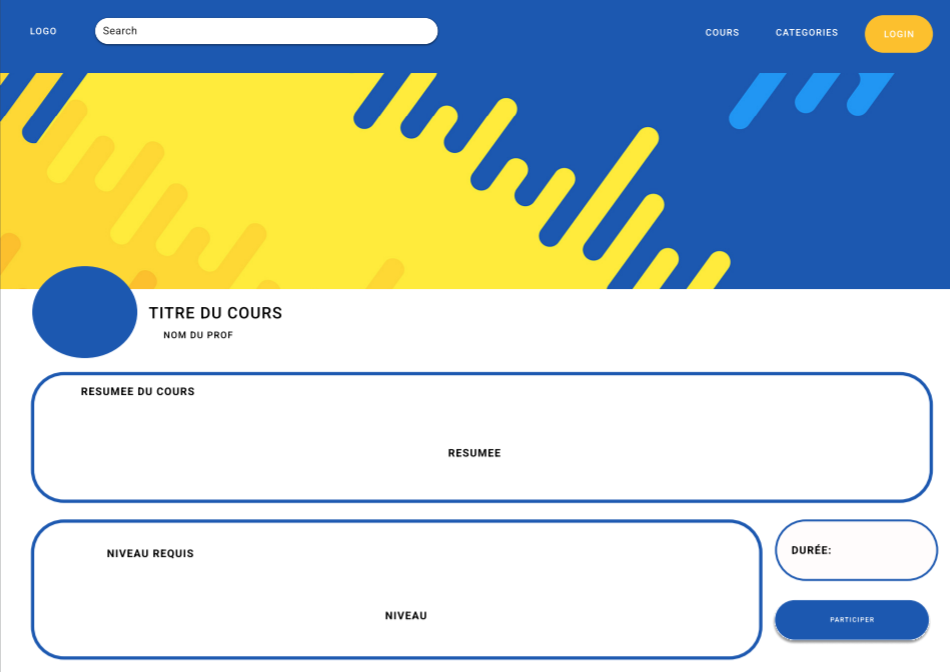 LOGO
Search
COURS
CATEGORIES
LOGIN
TITRE DU COURS
NOM DU PROF
RESUMEE DU COURS
RESUMEE
NIVEAU REQUIS
NIVEAU
DURÉE:
PARTICIPER